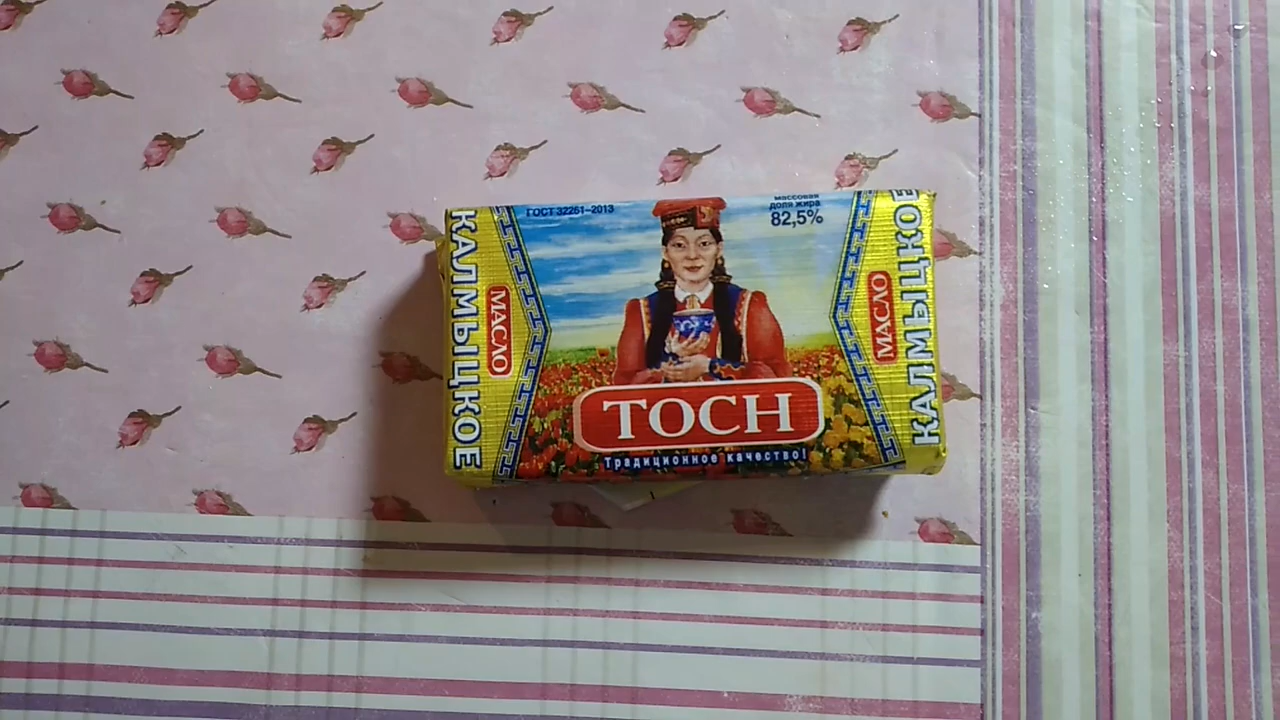 ГОСТ 32261-2013
массовая
доля жира
82,5%
КАЛМЫЦКОЕ
МАСЛО
МАСЛО
КАЛМЫЦКОЕ
ТОСН
Традиционное качество!